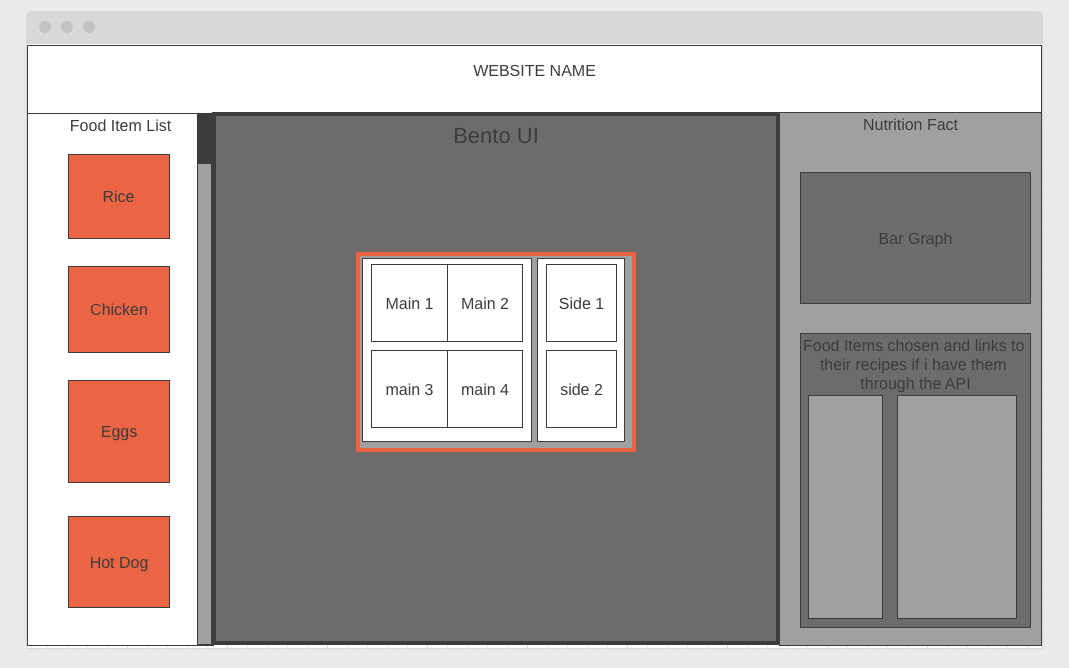 WEBSITE NAME
Food Item List
Rice
Chicken
Eggs
Hot Dog
Bento UI
Main 1
Main 2
Side 1
main 3
main 4
side 2
Nutrition Fact
Bar Graph
Food Items chosen and links to
their recipes if i have them
through the API